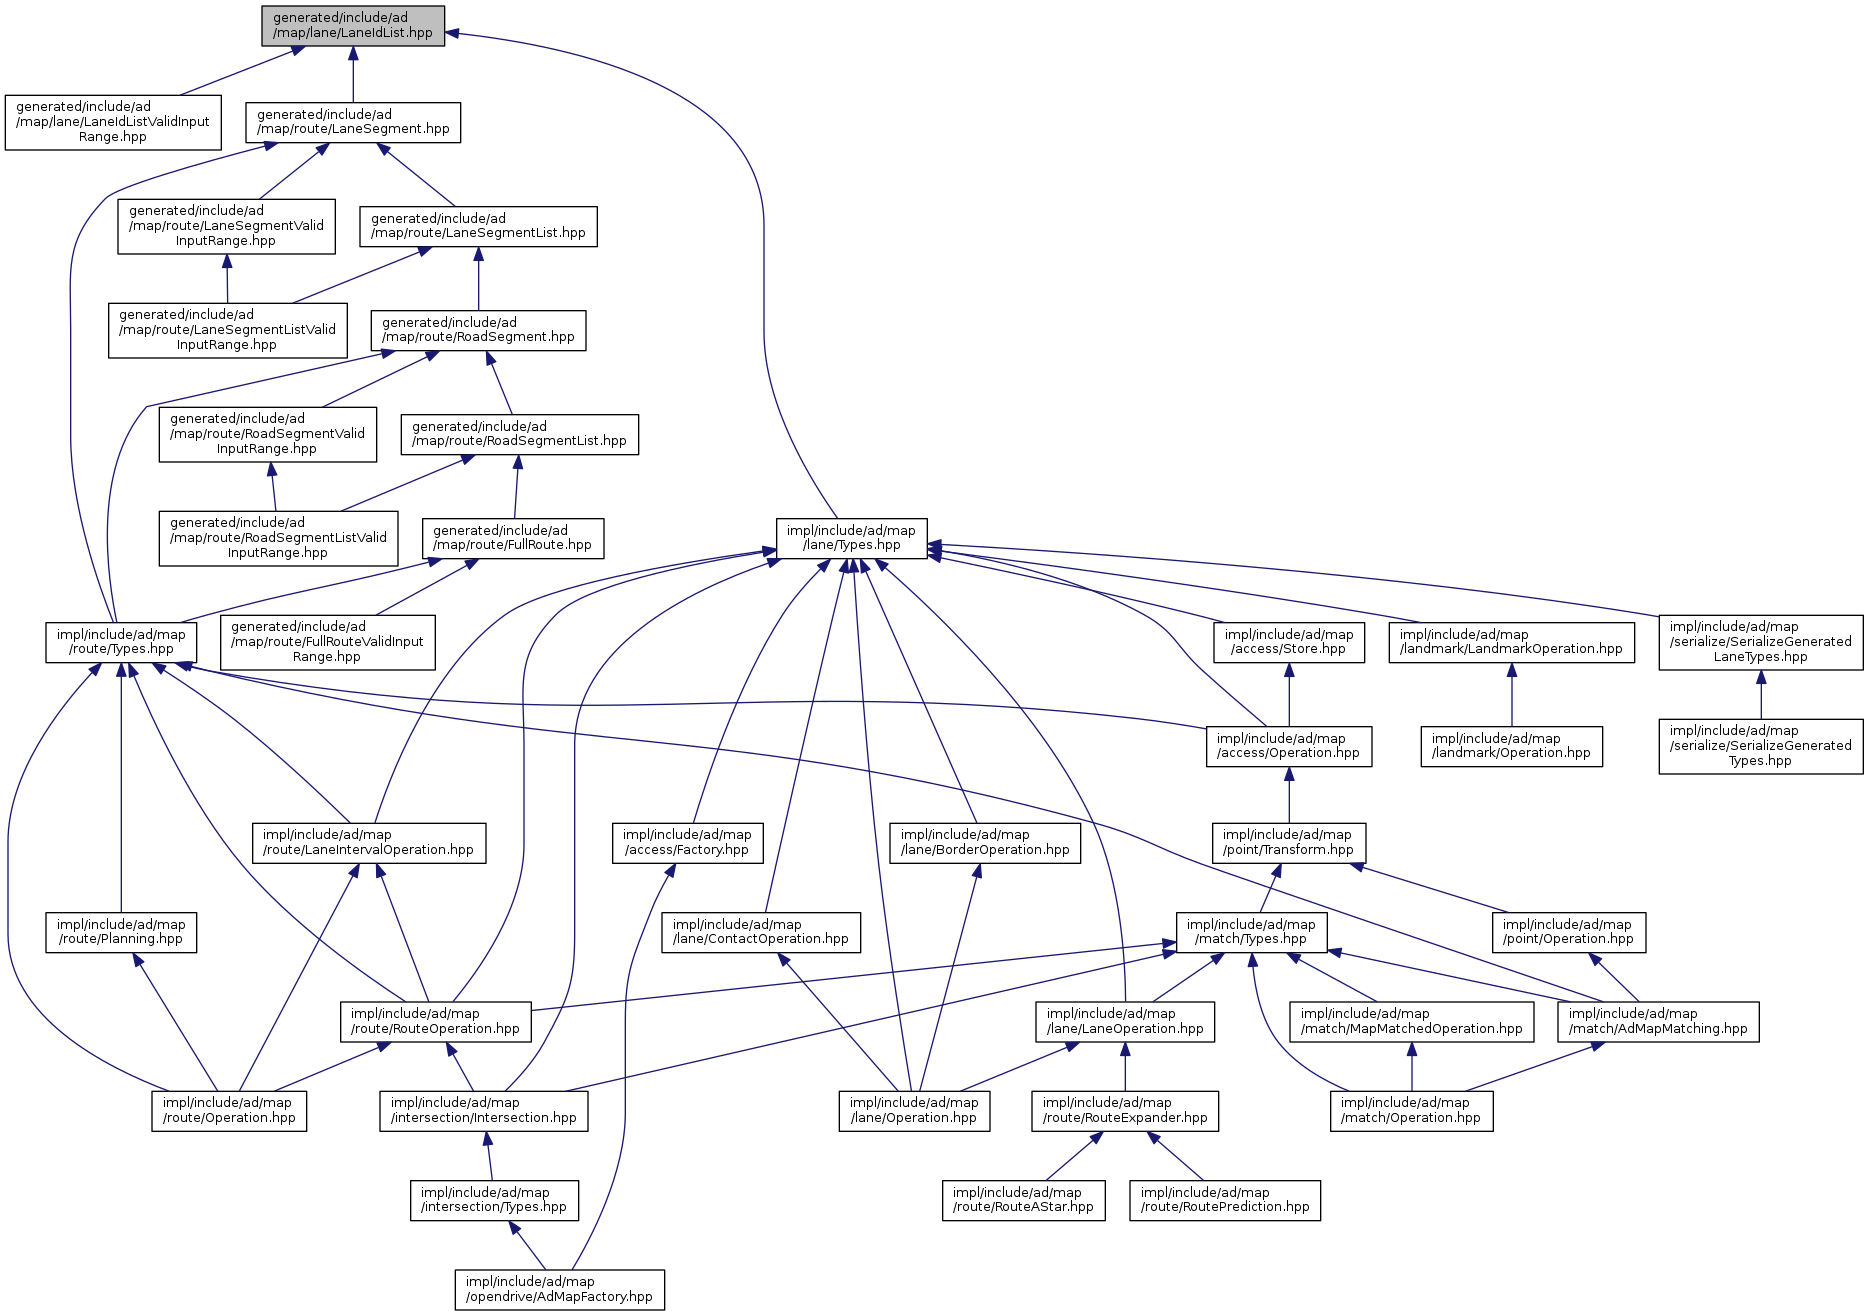 generated/include/ad
/map/lane/LaneIdList.hpp
generated/include/ad
/map/lane/LaneIdListValidInput
Range.hpp
generated/include/ad
/map/route/LaneSegment.hpp
generated/include/ad
/map/route/LaneSegmentValid
InputRange.hpp
generated/include/ad
/map/route/LaneSegmentList.hpp
generated/include/ad
/map/route/LaneSegmentListValid
InputRange.hpp
generated/include/ad
/map/route/RoadSegment.hpp
generated/include/ad
/map/route/RoadSegmentValid
InputRange.hpp
generated/include/ad
/map/route/RoadSegmentList.hpp
generated/include/ad
/map/route/RoadSegmentListValid
InputRange.hpp
generated/include/ad
/map/route/FullRoute.hpp
impl/include/ad/map
/lane/Types.hpp
impl/include/ad/map
/route/Types.hpp
generated/include/ad
/map/route/FullRouteValidInput
Range.hpp
impl/include/ad/map
/access/Store.hpp
impl/include/ad/map
/landmark/LandmarkOperation.hpp
impl/include/ad/map
/serialize/SerializeGenerated
LaneTypes.hpp
impl/include/ad/map
/access/Operation.hpp
impl/include/ad/map
/landmark/Operation.hpp
impl/include/ad/map
/serialize/SerializeGenerated
Types.hpp
impl/include/ad/map
/route/LaneIntervalOperation.hpp
impl/include/ad/map
/access/Factory.hpp
impl/include/ad/map
/lane/BorderOperation.hpp
impl/include/ad/map
/point/Transform.hpp
impl/include/ad/map
/route/Planning.hpp
impl/include/ad/map
/lane/ContactOperation.hpp
impl/include/ad/map
/match/Types.hpp
impl/include/ad/map
/point/Operation.hpp
impl/include/ad/map
/route/RouteOperation.hpp
impl/include/ad/map
/lane/LaneOperation.hpp
impl/include/ad/map
/match/MapMatchedOperation.hpp
impl/include/ad/map
/match/AdMapMatching.hpp
impl/include/ad/map
/route/Operation.hpp
impl/include/ad/map
/intersection/Intersection.hpp
impl/include/ad/map
/lane/Operation.hpp
impl/include/ad/map
/route/RouteExpander.hpp
impl/include/ad/map
/match/Operation.hpp
impl/include/ad/map
/intersection/Types.hpp
impl/include/ad/map
/route/RouteAStar.hpp
impl/include/ad/map
/route/RoutePrediction.hpp
impl/include/ad/map
/opendrive/AdMapFactory.hpp